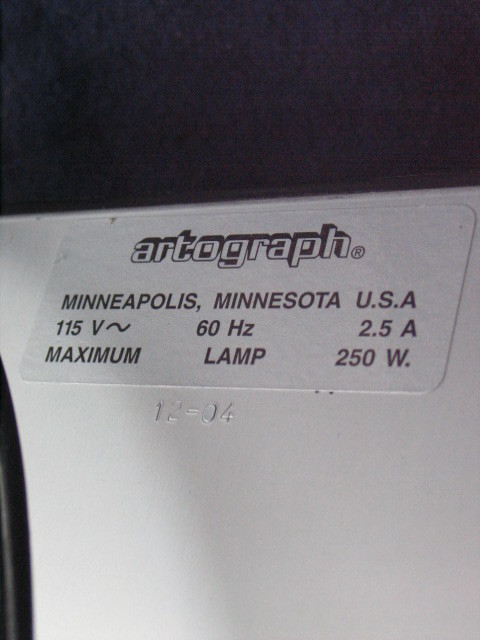 artograph®
MINNEAPOLIS, MINNESOTA U.S.A
115 V~ 60 Hz 2.5 A
MAXIMUM LAMP 250 W.
12-04